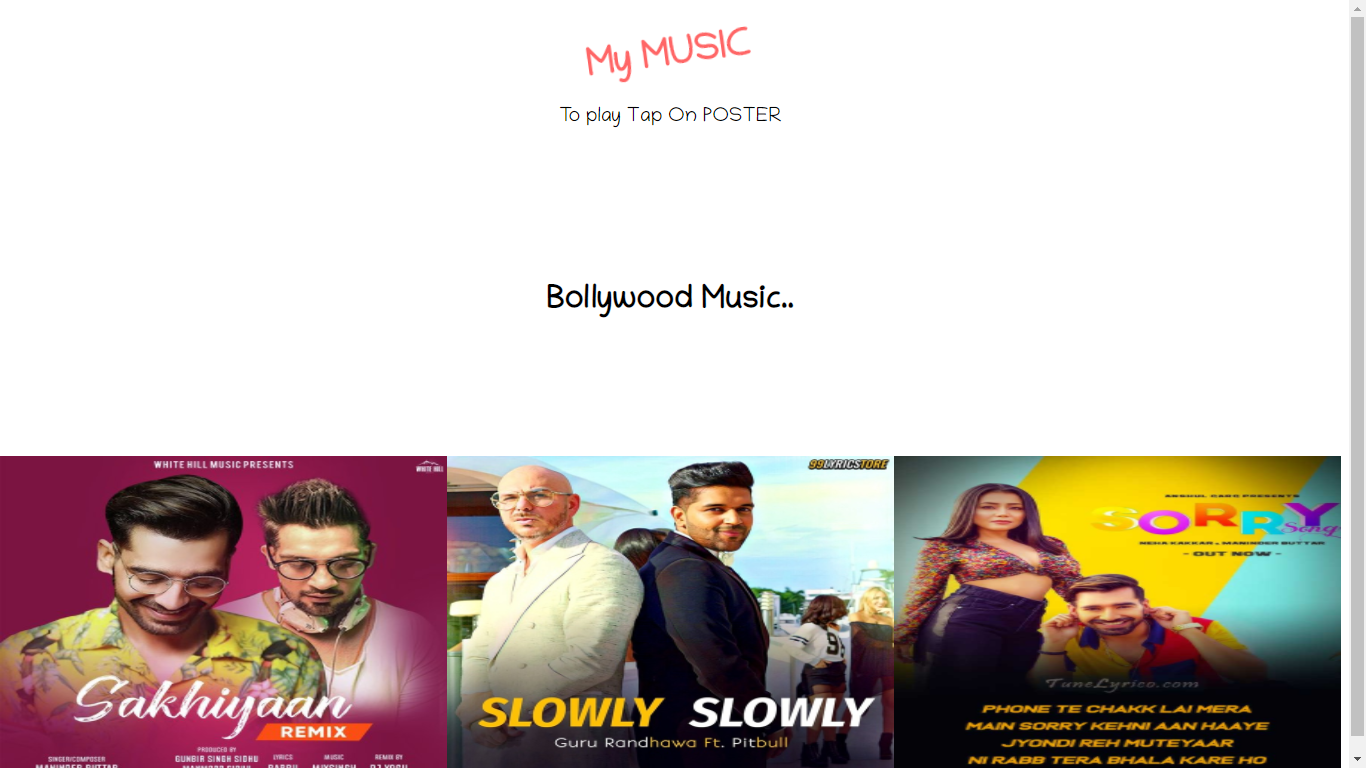 My MUSIC
To play Tap On POSTER
Bollywood Music..
WHITE HILL MUSIC PRESENTS
WHITE HILL
Sakhiyaan
REMIX
SINGER/COMPOSER
MANINDER BUTTAR
PRODUCED BY
GUNBIR SINGH SIDHU
MANMORD SIDHU
LYRICS
BABBU
MUSIC
MIXSINGH
REMIX BY
DJ YOGII
99LYRICSTORE
SLOWLY SLOWLY
Guru Randhawa Ft. Pitbull
ANSHUL GARG PRESENTS
SORRY
Song
NEHA KAKKAR & MANINDER BUTTAR
- OUT NOW -
TuneLyrico.com
PHONE TE CHAKK LAI MERA
MAIN SORRY KEHNI AAN HAAYE
JYONDI REH MUTEYAAR
NI RABB TERA BHALA KARE HO